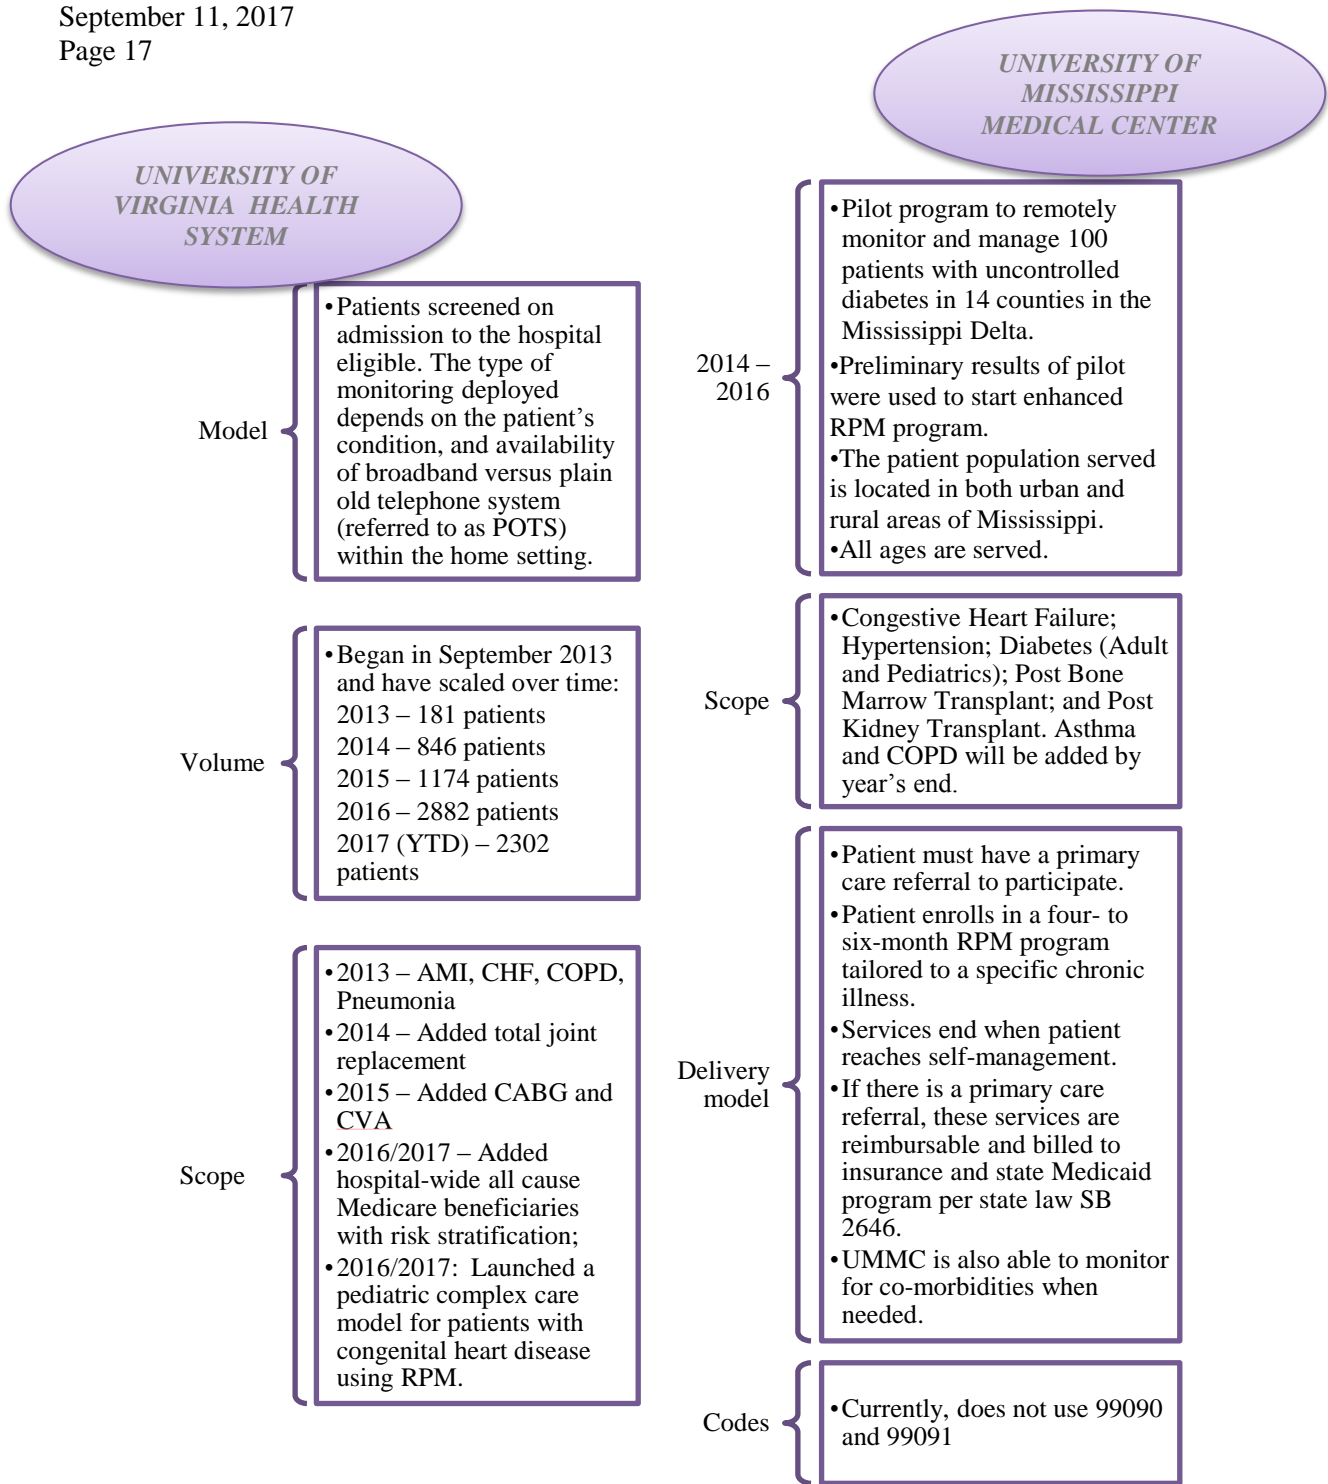 September 11, 2017
Page 17
UNIVERSITY OF
VIRGINIA HEALTH
SYSTEM
Model
•Patients screened on
admission to the hospital
eligible. The type of
monitoring deployed
depends on the patient’s
condition, and availability
of broadband versus plain
old telephone system
(referred to as POTS)
within the home setting.
Volume
•Began in September 2013
and have scaled over time:
2013 – 181 patients
2014 – 846 patients
2015 – 1174 patients
2016 – 2882 patients
2017 (YTD) – 2302
patients
Scope
•2013 – AMI, CHF, COPD,
Pneumonia
•2014 – Added total joint
replacement
•2015 – Added CABG and
CVA
•2016/2017 – Added
hospital-wide all cause
Medicare beneficiaries
with risk stratification;
•2016/2017: Launched a
pediatric complex care
model for patients with
congenital heart disease
using RPM.
UNIVERSITY OF
MISSISSIPPI
MEDICAL CENTER
2014 –
2016
•Pilot program to remotely
monitor and manage 100
patients with uncontrolled
diabetes in 14 counties in the
Mississippi Delta.
•Preliminary results of pilot
were used to start enhanced
RPM program.
•The patient population served
is located in both urban and
rural areas of Mississippi.
•All ages are served.
Scope
•Congestive Heart Failure;
Hypertension; Diabetes (Adult
and Pediatrics); Post Bone
Marrow Transplant; and Post
Kidney Transplant. Asthma
and COPD will be added by
year’s end.
Delivery
model
•Patient must have a primary
care referral to participate.
•Patient enrolls in a four- to
six-month RPM program
tailored to a specific chronic
illness.
•Services end when patient
reaches self-management.
•If there is a primary care
referral, these services are
reimbursable and billed to
insurance and state Medicaid
program per state law SB
2646.
•UMMC is also able to monitor
for co-morbidities when
needed.
Codes
•Currently, does not use 99090
and 99091